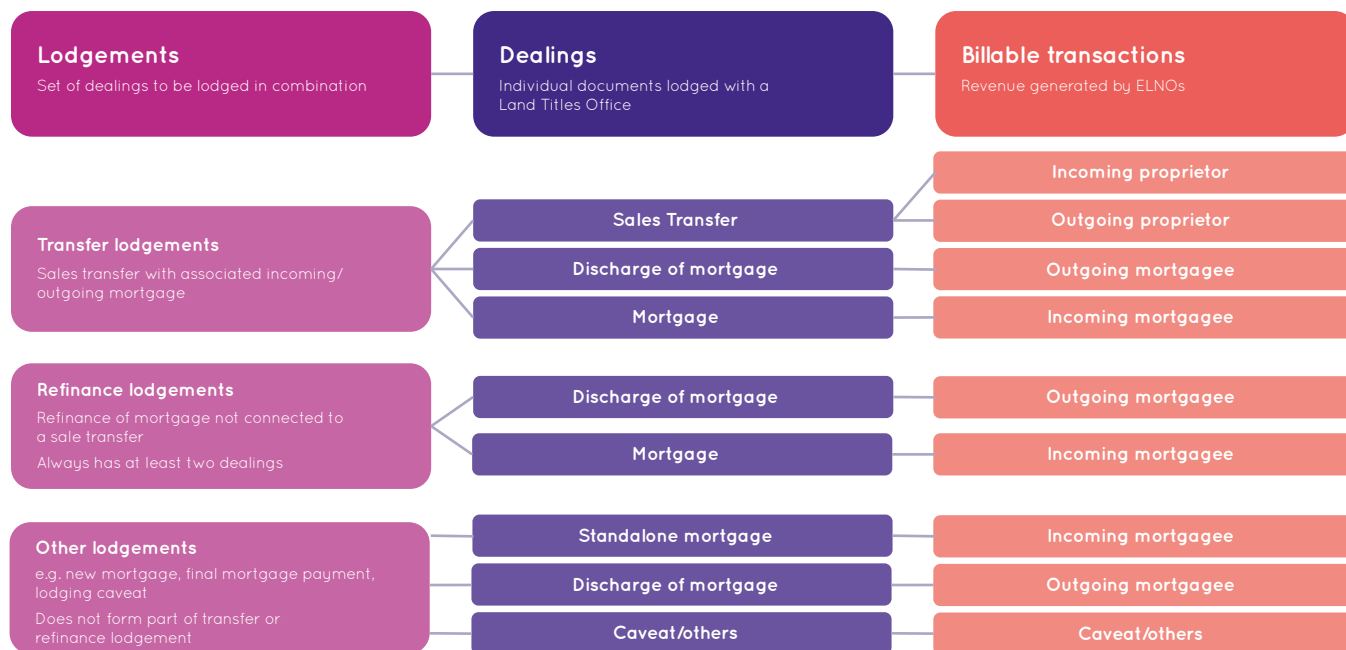 Lodgements
Set of dealings to be lodged in combination
Dealings
Individual documents lodged with a
Land Titles Office
Billable transactions
Revenue generated by ELNOs
Transfer lodgements
Sales transfer with associated incoming/
outgoing mortgage
Sales Transfer
Discharge of mortgage
Mortgage
Incoming proprietor
Outgoing proprietor
Outgoing mortgagee
Incoming mortgagee
Refinance lodgements
Refinance of mortgage not connected to
a sale transfer
Always has at least two dealings
Discharge of mortgage
Mortgage
Outgoing mortgagee
Incoming mortgagee
Other lodgements
e.g. new mortgage, final mortgage payment,
lodging caveat
Does not form part of transfer or
refinance lodgement
Standalone mortgage
Discharge of mortgage
Caveat/others
Incoming mortgagee
Outgoing mortgagee
Caveat/others